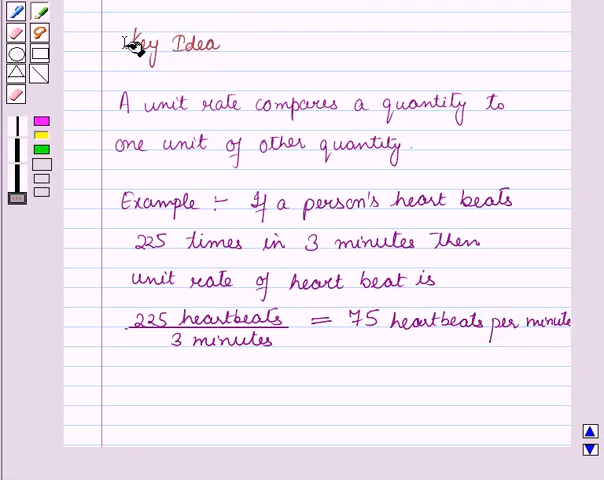 Key Idea
A unit rate compares a quantity to
one unit of other quantity.
Example :- If a person's heart beats
225 times in 3 minutes then
unit rate of heart beat is
225 heartbeats = 75 heartbeats per minute
3 minutes